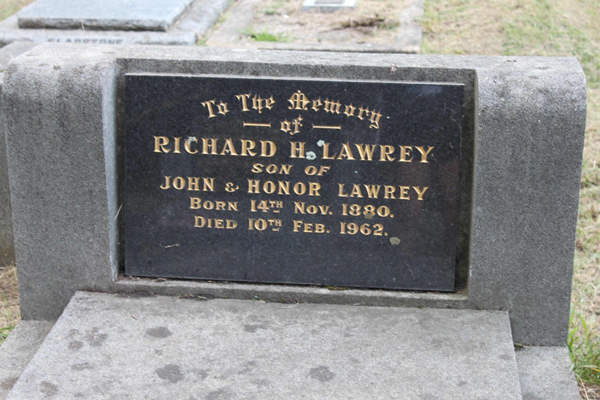 GLADSTONE
To The Memory
of
RICHARD H. LAWREY
SON OF
JOHN & HONOR LAWREY
BORN 14TH NOV. 1880.
DIED 10TH FEB. 1962.